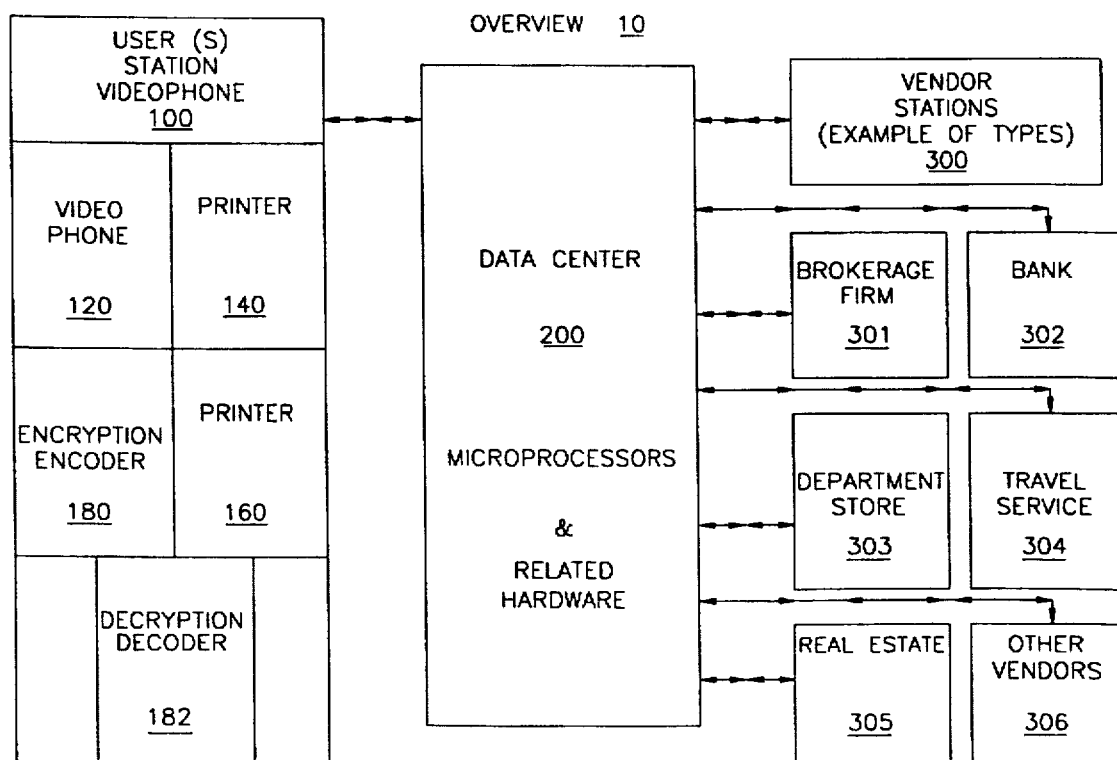 OVERVIEW 10
USER (S)
STATION
VIDEOPHONE
100
VIDEO
PHONE
120
PRINTER
140
ENCRYPTION
ENCODER
180
PRINTER
160
DECRYPTION
DECODER
182
DATA CENTER
200
MICROPROCESSORS
&
RELATED
HARDWARE
VENDOR
STATIONS
(EXAMPLE OF TYPES)
300
BROKERAGE
FIRM
301
BANK
302
DEPARTMENT
STORE
303
TRAVEL
SERVICE
304
REAL ESTATE
305
OTHER
VENDORS
306